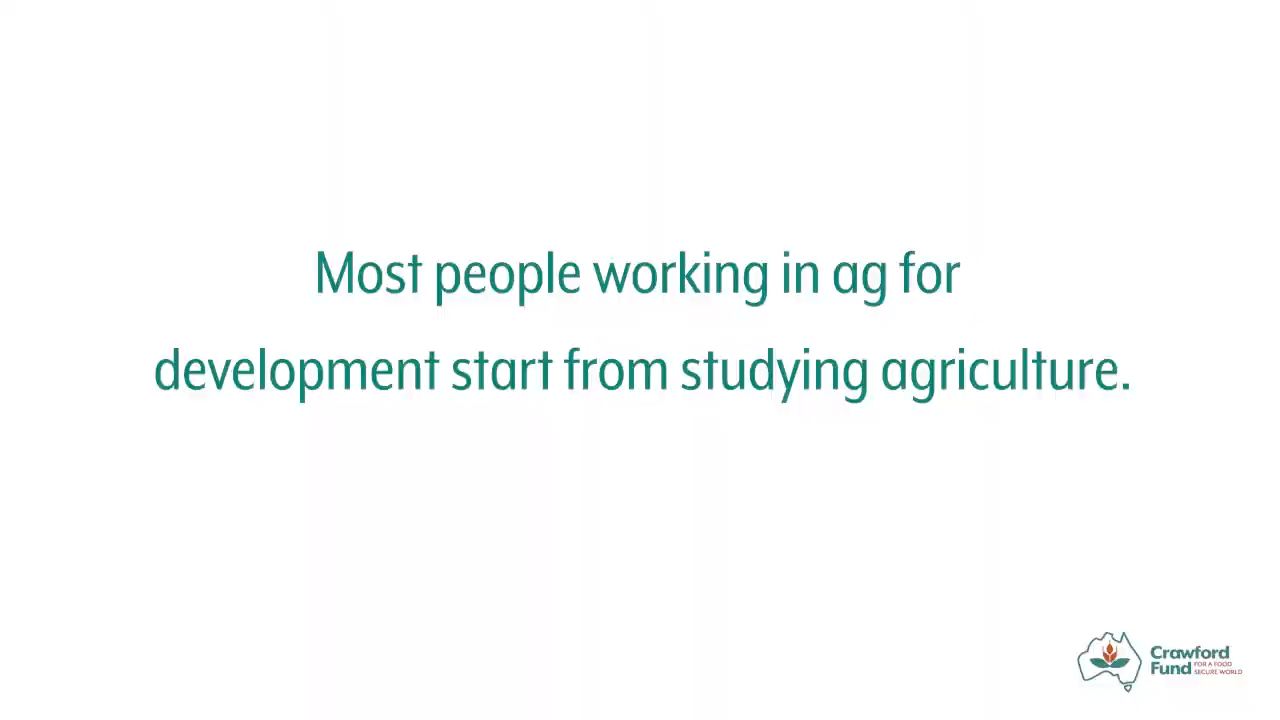 Most people working in ag for
development start from studying agriculture.
Crawford
Fund
FOR A FOOD
SECURE WORLD